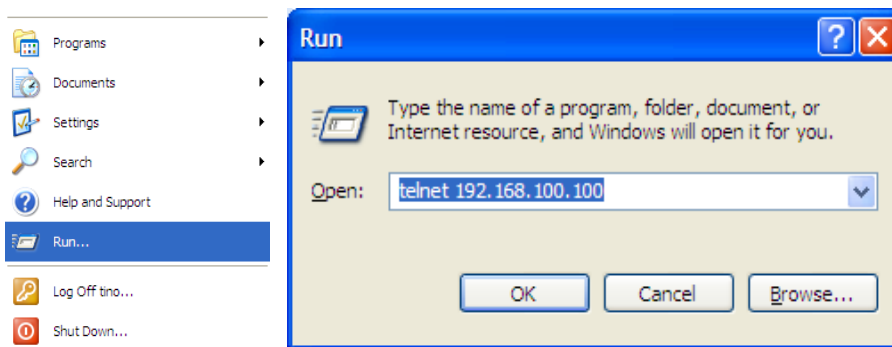 Programs
Documents
Settings
Search
Help and Support
Run...
Log Off tino...
Shut Down...
Run
Type the name of a program, folder, document, or
Internet resource, and Windows will open it for you.
Open:
telnet 192.168.100.100
OK
Cancel
Browse...